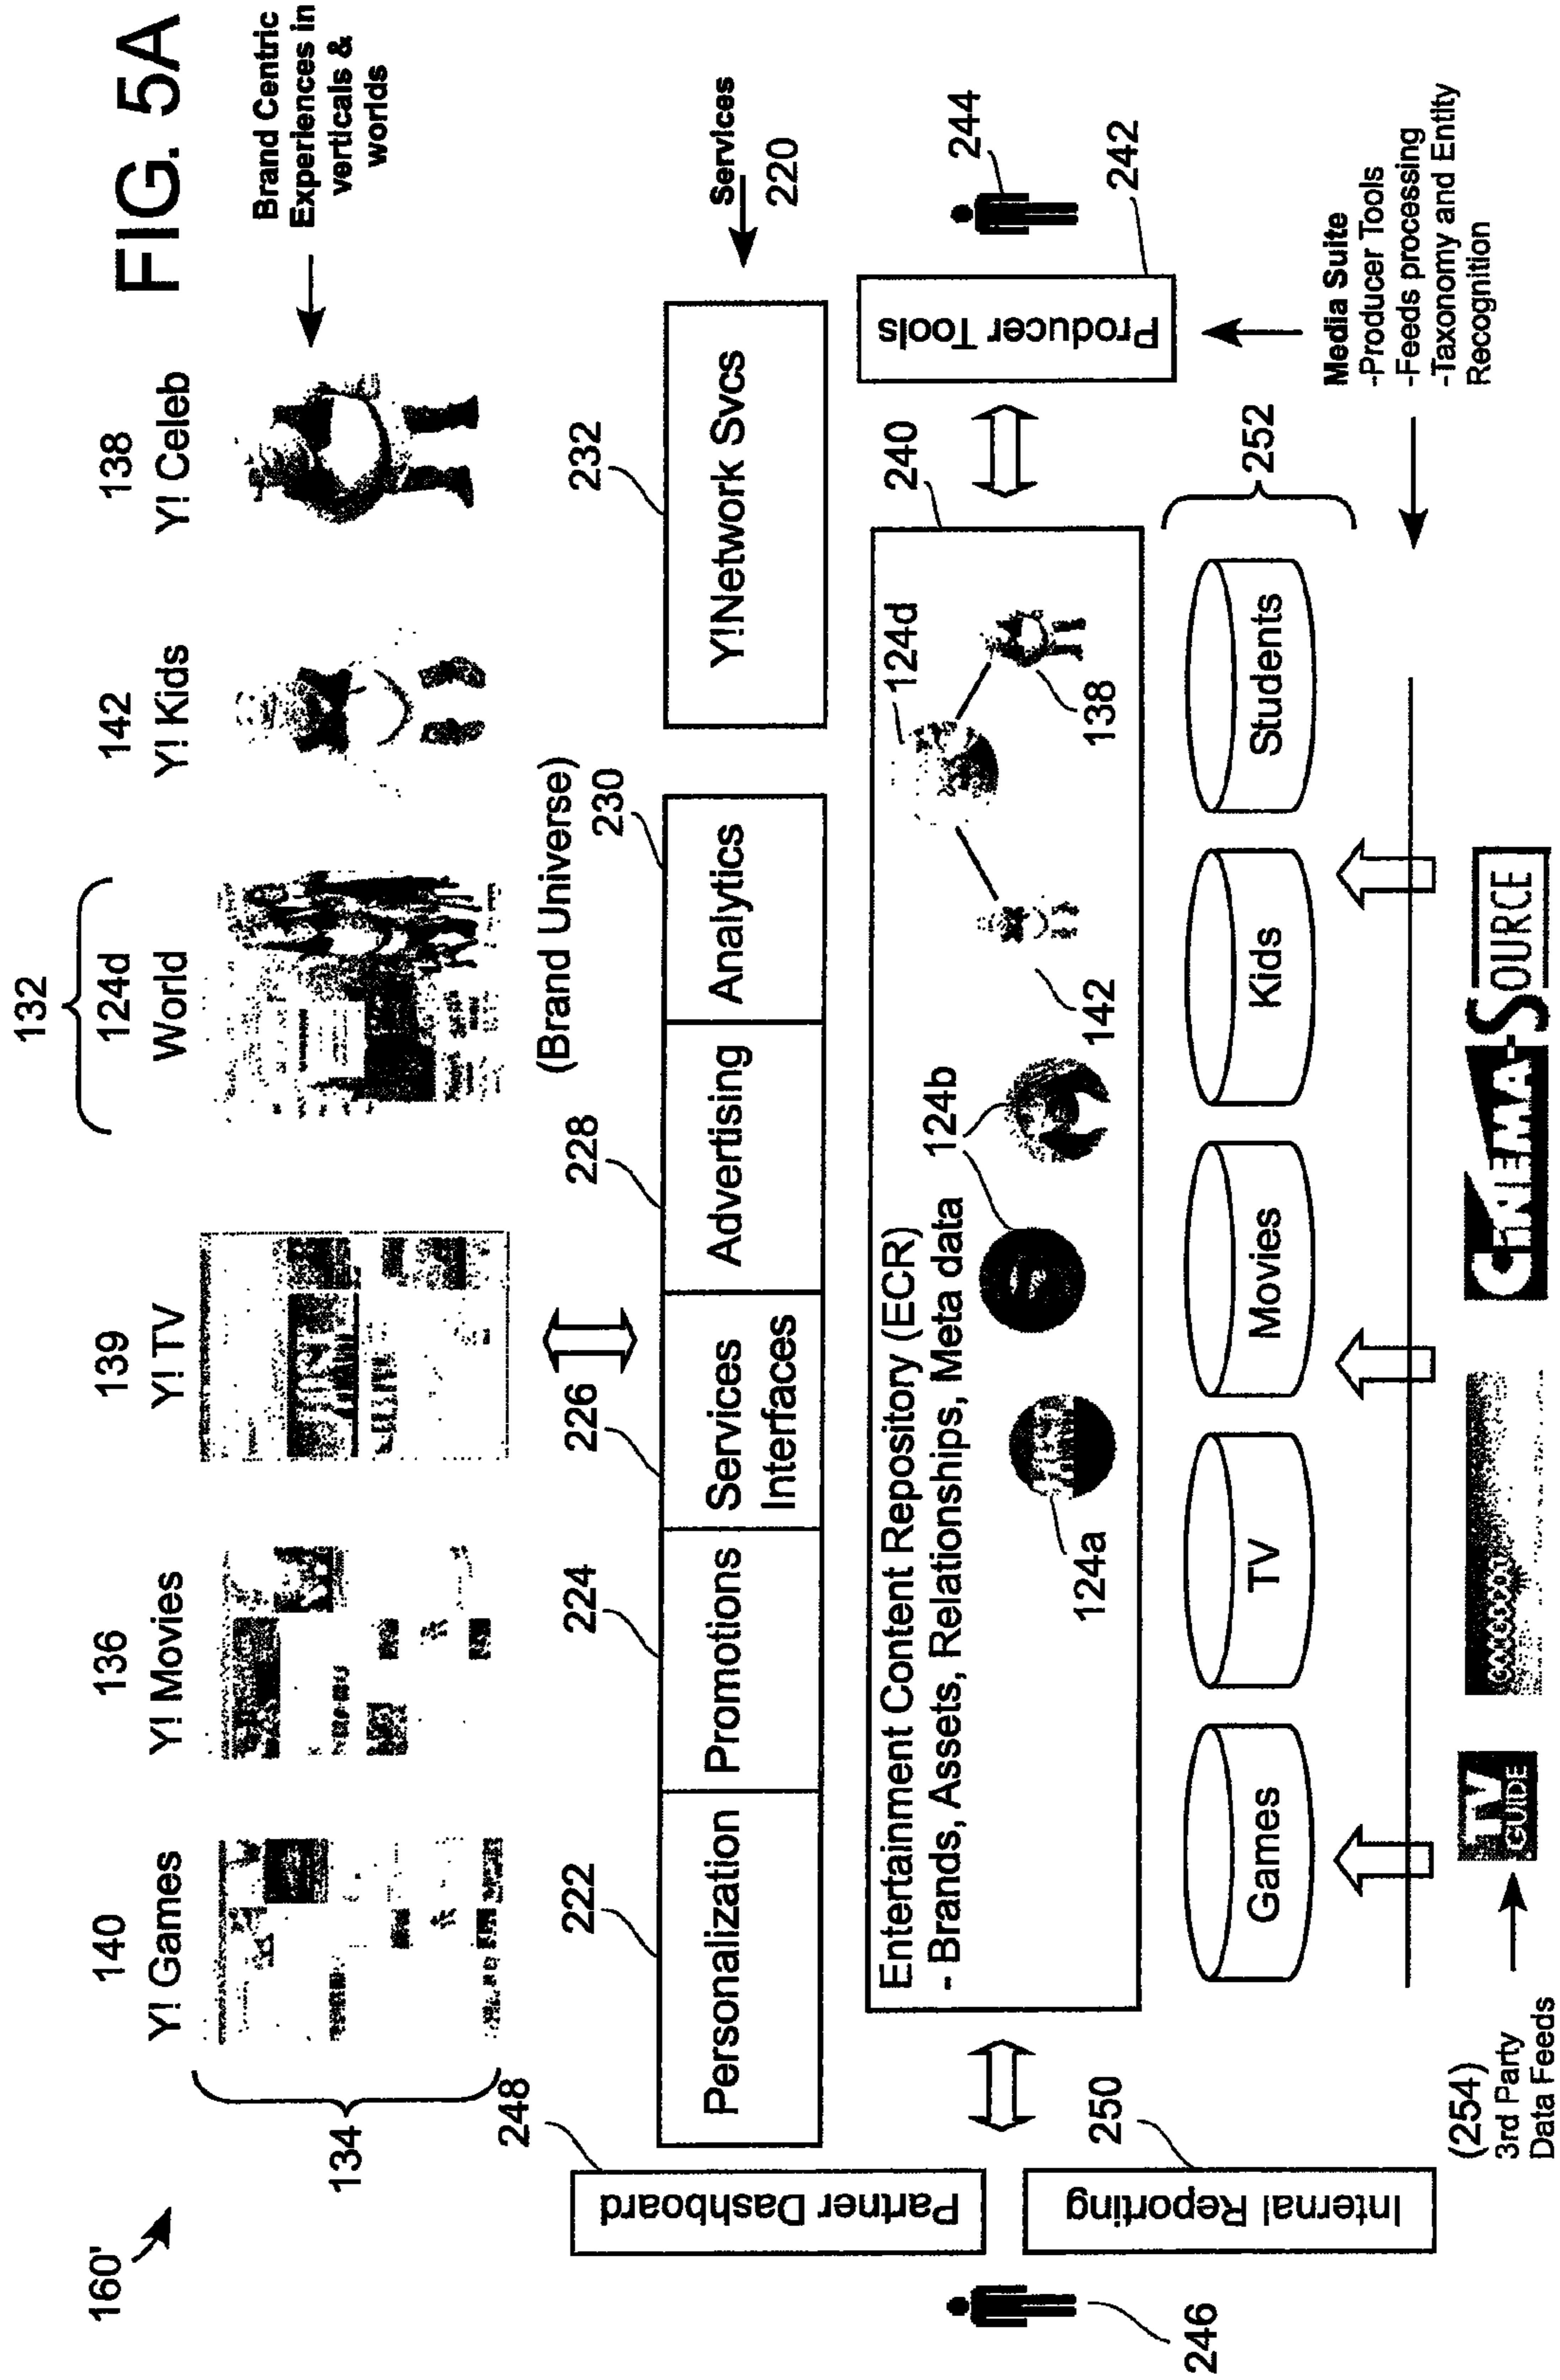 FIG. 5A
160'
132
140
136
139
124d
142
138
Y! Games
Y! Movies
Y! TV
World
Y! Kids
Y! Celeb
Brand Centric
Experiences in
verticals &
worlds
134
(Brand Universe)
248
222
224
226
228
230
232
Services
220
Personalization
Promotions
Services
Interfaces
Advertising
Analytics
Y!Network Svcs
Partner Dashboard
Internal Reporting
250
246
Entertainment Content Repository (ECR)
- Brands, Assets, Relationships, Meta data
124a
124b
142
124d
138
240
Producer Tools
244
242
Games
TV
Movies
Kids
Students
252
Media Suite
-Producer Tools
-Feeds processing
-Taxonomy and Entity
Recognition
(254)
3rd Party
Data Feeds
TV
GUIDE
GAMESPOT
CINEMA-SOURCE